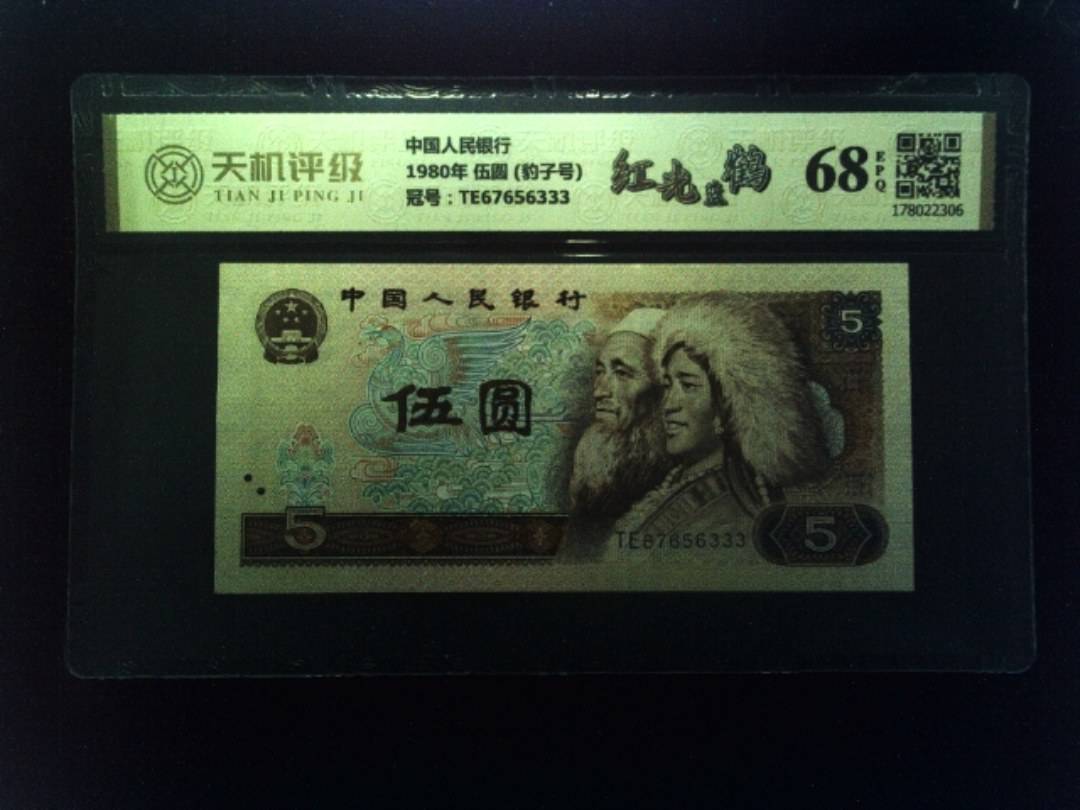 天机评级
TIAN JI PING JI
中国人民银行
1980年 伍圆 (豹子号)
冠号：TE67656333
红光蓝鹤
68
EPQ
178022306
中国人民银行
5
伍圆
5
TE67656333
5